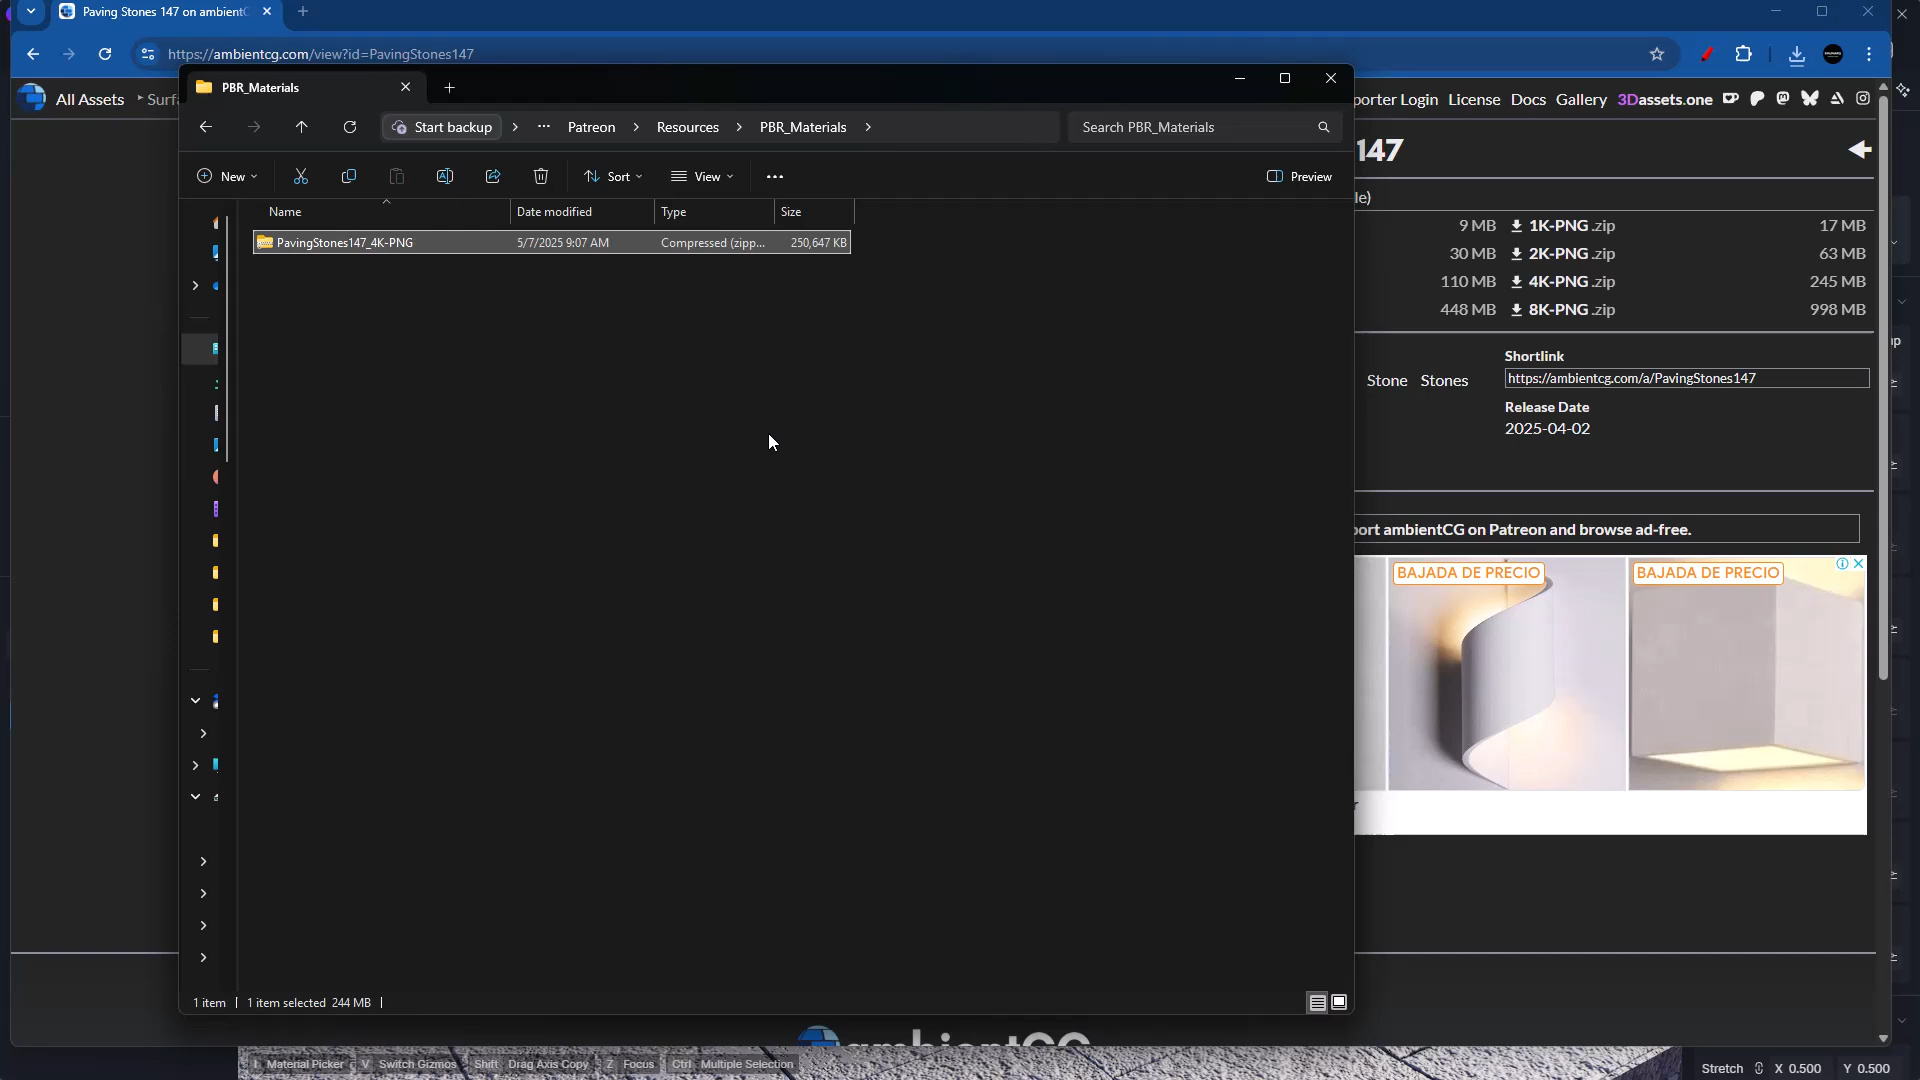 Paving Stones 147 on ambientC
https://ambientcg.com/view?id=PavingStones147
All Assets
Login License Docs Gallery 3Dassets.one
147
PBR_Materials
Start backup
Patreon
Resources
PBR_Materials
Search PBR_Materials
New
Sort
View
Preview
Name
Date modified
Type
Size
PavingStones147_4K-PNG
5/7/2025 9:07 AM
Compressed (zipp...
250,647 KB
9 MB 1K-PNG .zip 17 MB
30 MB 2K-PNG .zip 63 MB
110 MB 4K-PNG .zip 245 MB
448 MB 8K-PNG .zip 998 MB
Stone Stones
Shortlink
https://ambientcg.com/a/PavingStones147
Release Date
2025-04-02
ambientCG on Patreon and browse ad-free.
BAJADA DE PRECIO
BAJADA DE PRECIO
1 item
1 item selected 244 MB
Material Picker V Switch Gizmos Shift Drag Axis Copy Z Focus Ctrl Multiple Selection
Stretch X 0.500 Y 0.500